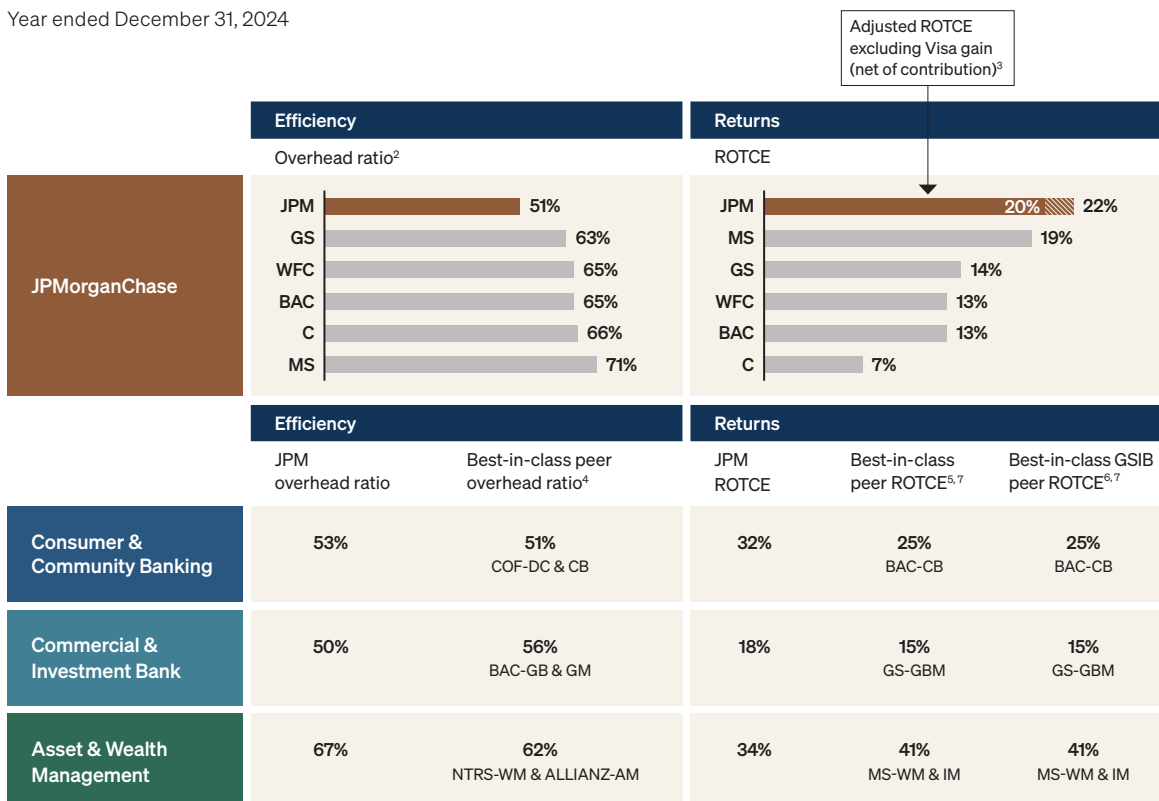 Year ended December 31, 2024
Adjusted ROTCE
excluding Visa gain
(net of contribution)³
Efficiency
Overhead ratio²
Returns
ROTCE
JPMorganChase
JPM 51%
GS 63%
WFC 65%
BAC 65%
C 66%
MS 71%
JPM 20% 22%
MS 19%
GS 14%
WFC 13%
BAC 13%
C 7%
Efficiency
Returns
JPM
overhead ratio
Best-in-class peer
overhead ratio⁴
JPM
ROTCE
Best-in-class
peer ROTCE⁵,⁷
Best-in-class GSIB
peer ROTCE⁶,⁷
Consumer &
Community Banking
53%
51%
COF-DC & CB
32%
25%
BAC-CB
25%
BAC-CB
Commercial &
Investment Bank
50%
56%
BAC-GB & GM
18%
15%
GS-GBM
15%
GS-GBM
Asset & Wealth
Management
67%
62%
NTRS-WM & ALLIANZ-AM
34%
41%
MS-WM & IM
41%
MS-WM & IM